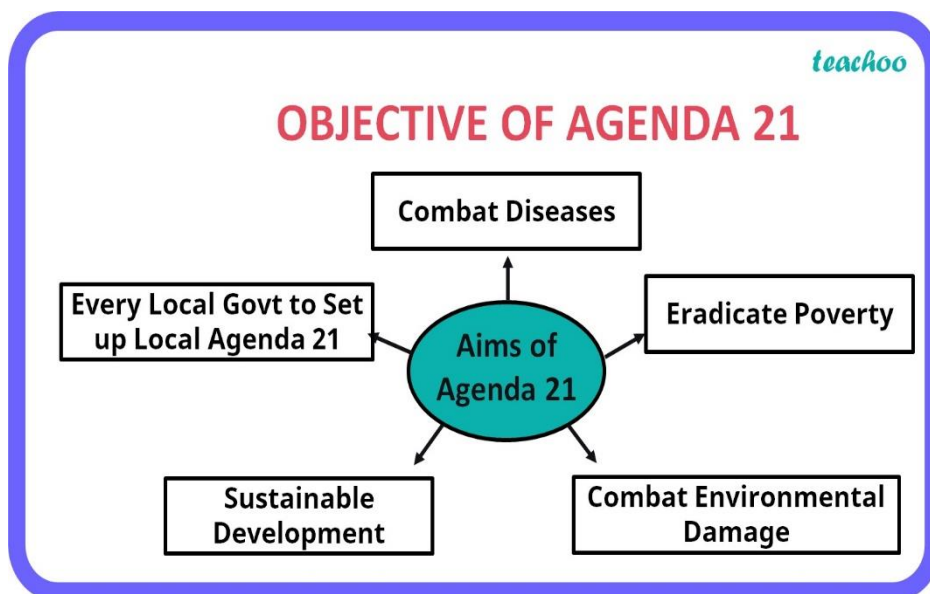 teachoo
OBJECTIVE OF AGENDA 21
Combat Diseases
Every Local Govt to Set
up Local Agenda 21
Eradicate Poverty
Aims of
Agenda 21
Sustainable
Development
Combat Environmental
Damage